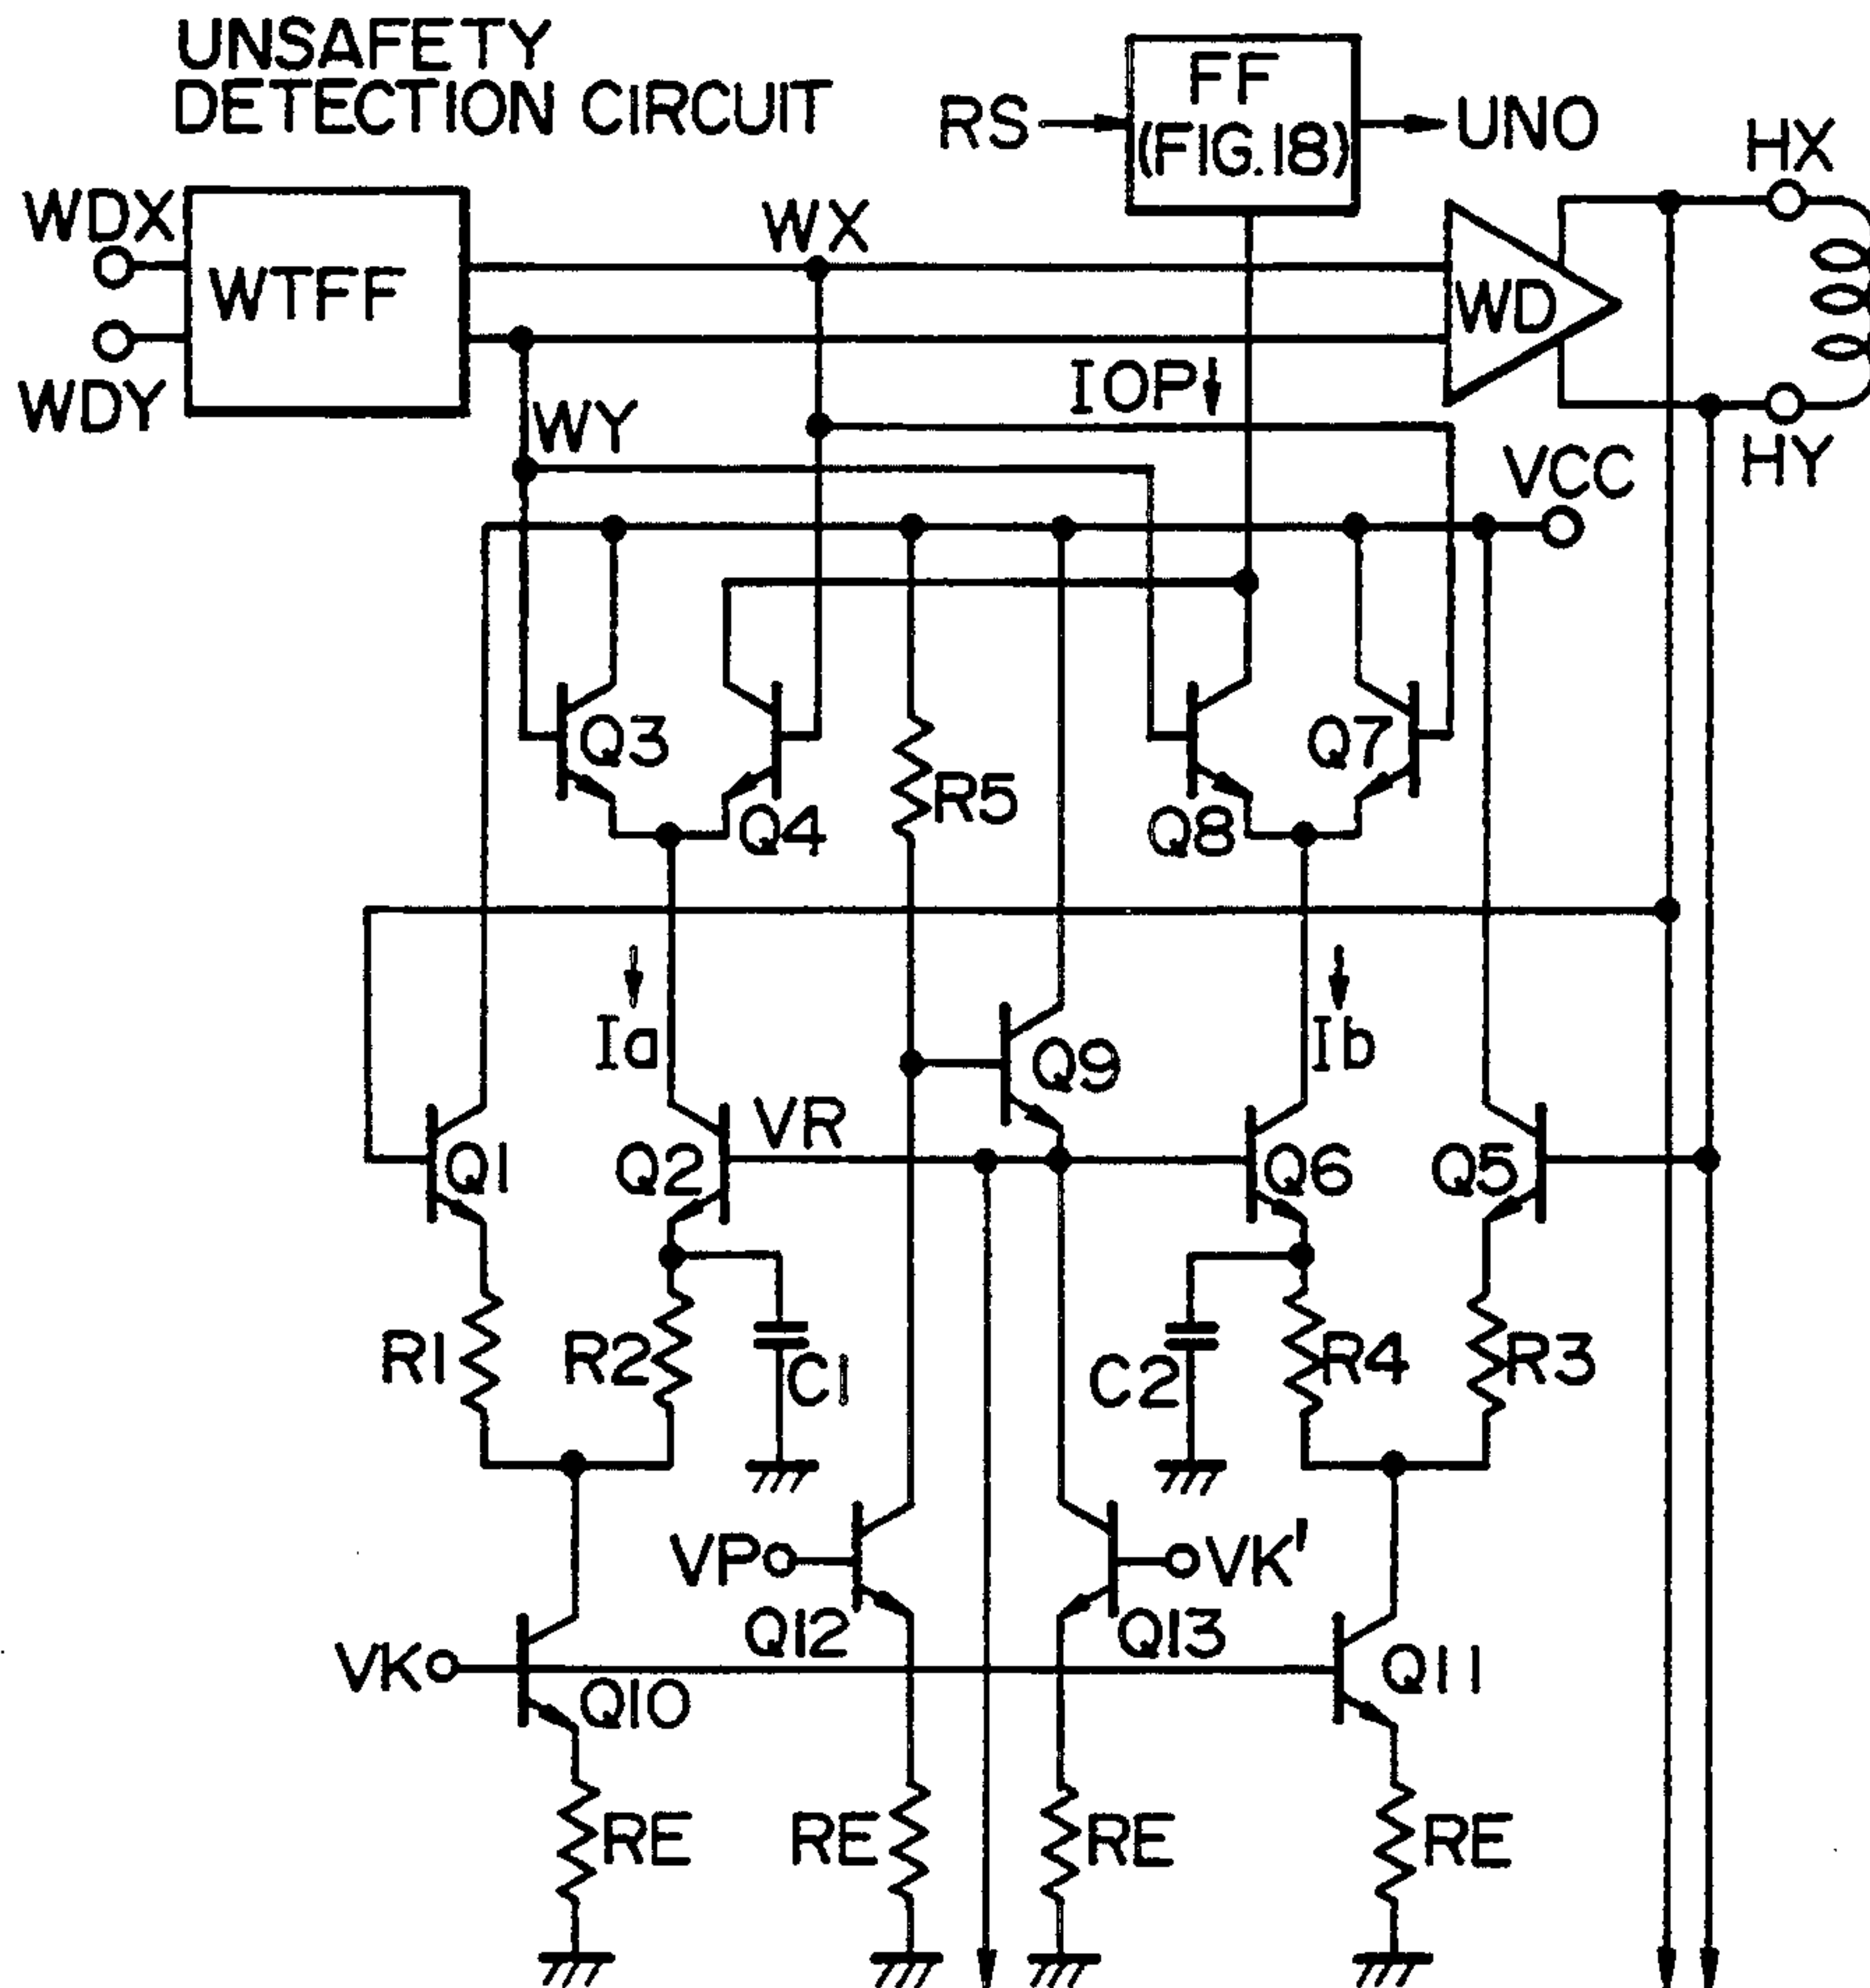 UNSAFETY
DETECTION CIRCUIT
FF
(FIG.18)
RS
UNO
HX
WDX
WTFF
WX
WD
WDY
WY
IOP
VCC
HY
Q3
Q4
R5
Q8
Q7
Ia
Ib
Q9
VR
Q1
Q2
Q6
Q5
R1
R2
C1
C2
R4
R3
VP
VK'
Q12
Q13
VK
Q10
Q11
RE
RE
RE
RE